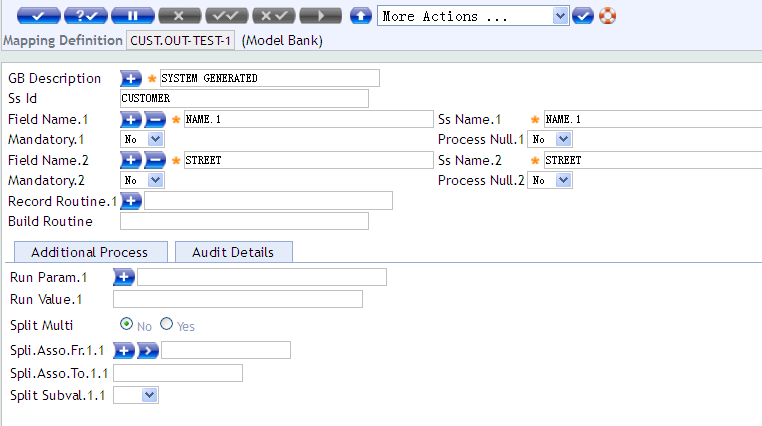 More Actions ...
Mapping Definition CUST.OUT-TEST-1 (Model Bank)
GB Description SYSTEM GENERATED
Ss Id CUSTOMER
Field Name.1 NAME.1 Ss Name.1 NAME.1
Mandatory.1 No Process Null.1 No
Field Name.2 STREET Ss Name.2 STREET
Mandatory.2 No Process Null.2 No
Record Routine.1
Build Routine
Additional Process Audit Details
Run Param.1
Run Value.1
Split Multi No Yes
Spli.Asso.Fr.1.1
Spli.Asso.To.1.1
Split Subval.1.1